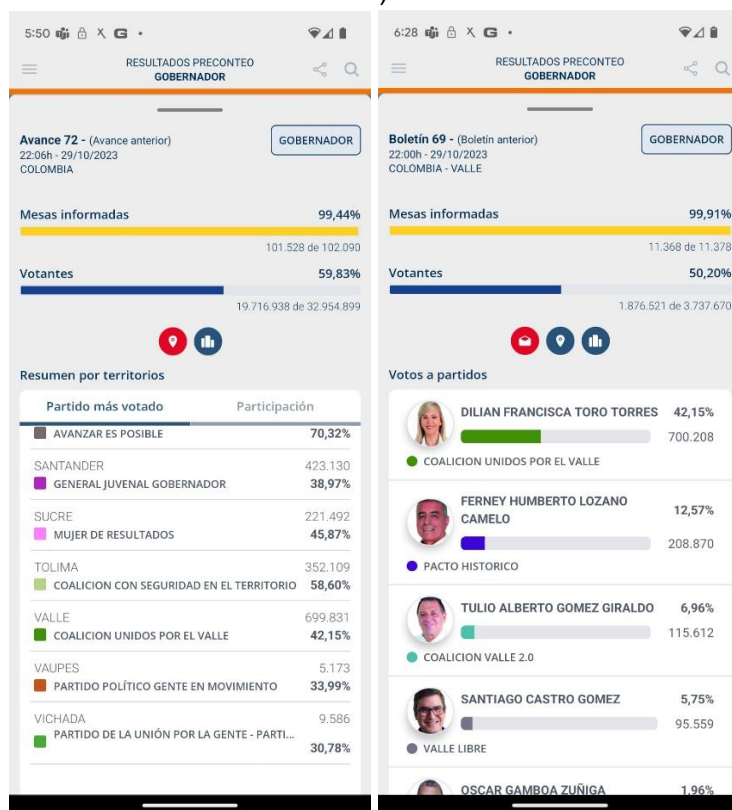 )
5:50
RESULTADOS PRECONTEO
GOBERNADOR
Avance 72 - (Avance anterior)
22:06h - 29/10/2023
COLOMBIA
GOBERNADOR
Mesas informadas 99,44%
101.528 de 102.090
Votantes 59,83%
19.716.938 de 32.954.899
Resumen por territorios
Partido más votado Participación
AVANZAR ES POSIBLE 70,32%
SANTANDER 423.130
GENERAL JUVENAL GOBERNADOR 38,97%
SUCRE 221.492
MUJER DE RESULTADOS 45,87%
TOLIMA 352.109
COALICION CON SEGURIDAD EN EL TERRITORIO 58,60%
VALLE 699.831
COALICION UNIDOS POR EL VALLE 42,15%
VAUPES 5.173
PARTIDO POLÍTICO GENTE EN MOVIMIENTO 33,99%
VICHADA 9.586
PARTIDO DE LA UNIÓN POR LA GENTE - PARTI...
30,78%
6:28
RESULTADOS PRECONTEO
GOBERNADOR
Boletín 69 - (Boletín anterior)
22:00h - 29/10/2023
COLOMBIA - VALLE
GOBERNADOR
Mesas informadas 99,91%
11.368 de 11.378
Votantes 50,20%
1.876.521 de 3.737.670
Votos a partidos
DILIAN FRANCISCA TORO TORRES 42,15%
700.208
COALICION UNIDOS POR EL VALLE
FERNEY HUMBERTO LOZANO
CAMELO 12,57%
208.870
PACTO HISTORICO
TULIO ALBERTO GOMEZ GIRALDO 6,96%
115.612
COALICION VALLE 2.0
SANTIAGO CASTRO GOMEZ 5,75%
95.559
VALLE LIBRE
OSCAR GAMBOA ZUÑIGA 1,96%